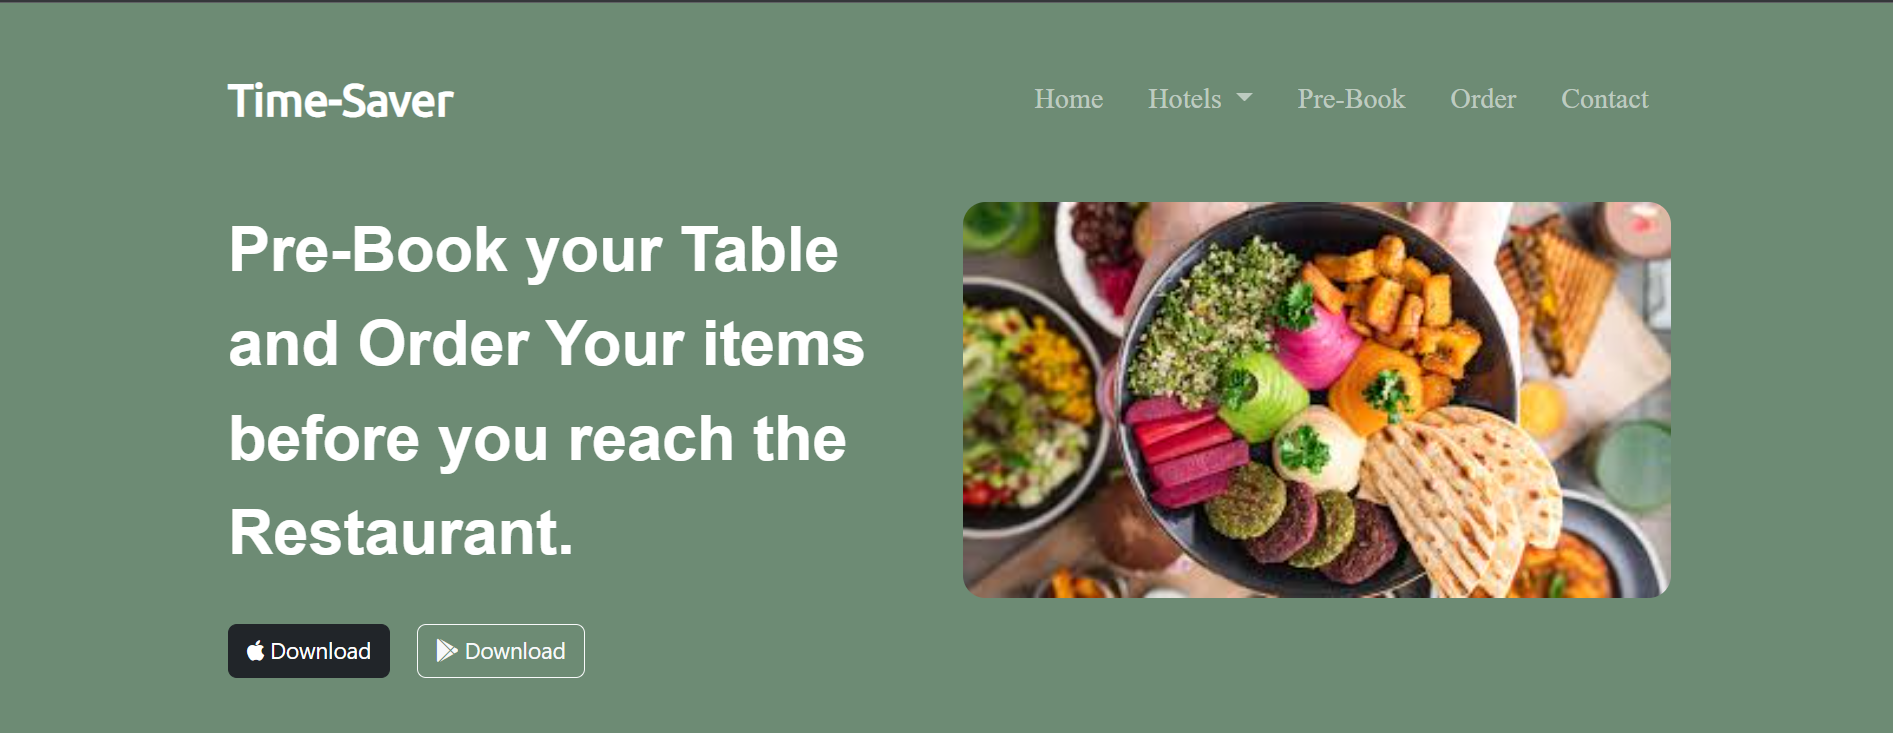 Time-Saver
Home Hotels Pre-Book Order Contact
Pre-Book your Table
and Order Your items
before you reach the
Restaurant.
Download Download